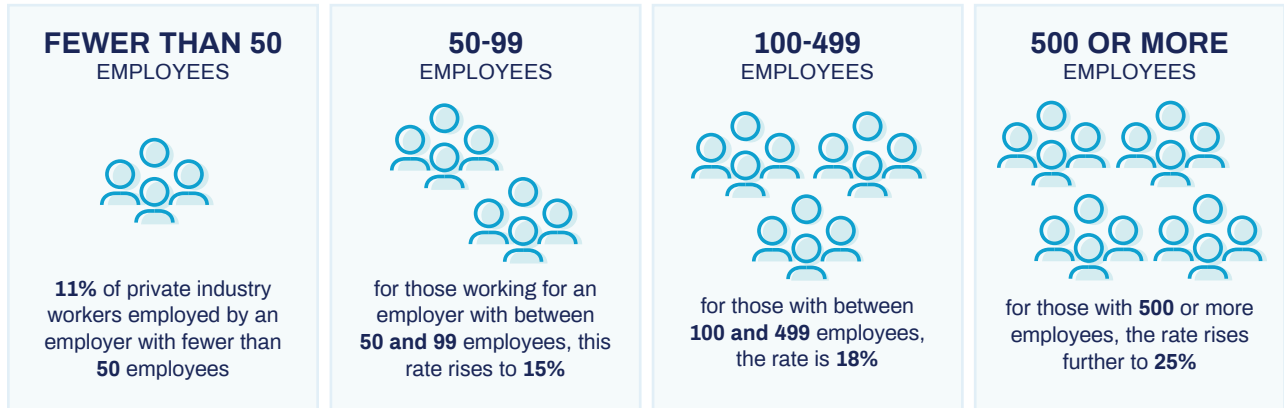 FEWER THAN 50
EMPLOYEES
11% of private industry
workers employed by an
employer with fewer than
50 employees
50-99
EMPLOYEES
for those working for an
employer with between
50 and 99 employees, this
rate rises to 15%
100-499
EMPLOYEES
for those with between
100 and 499 employees,
the rate is 18%
500 OR MORE
EMPLOYEES
for those with 500 or more
employees, the rate rises
further to 25%